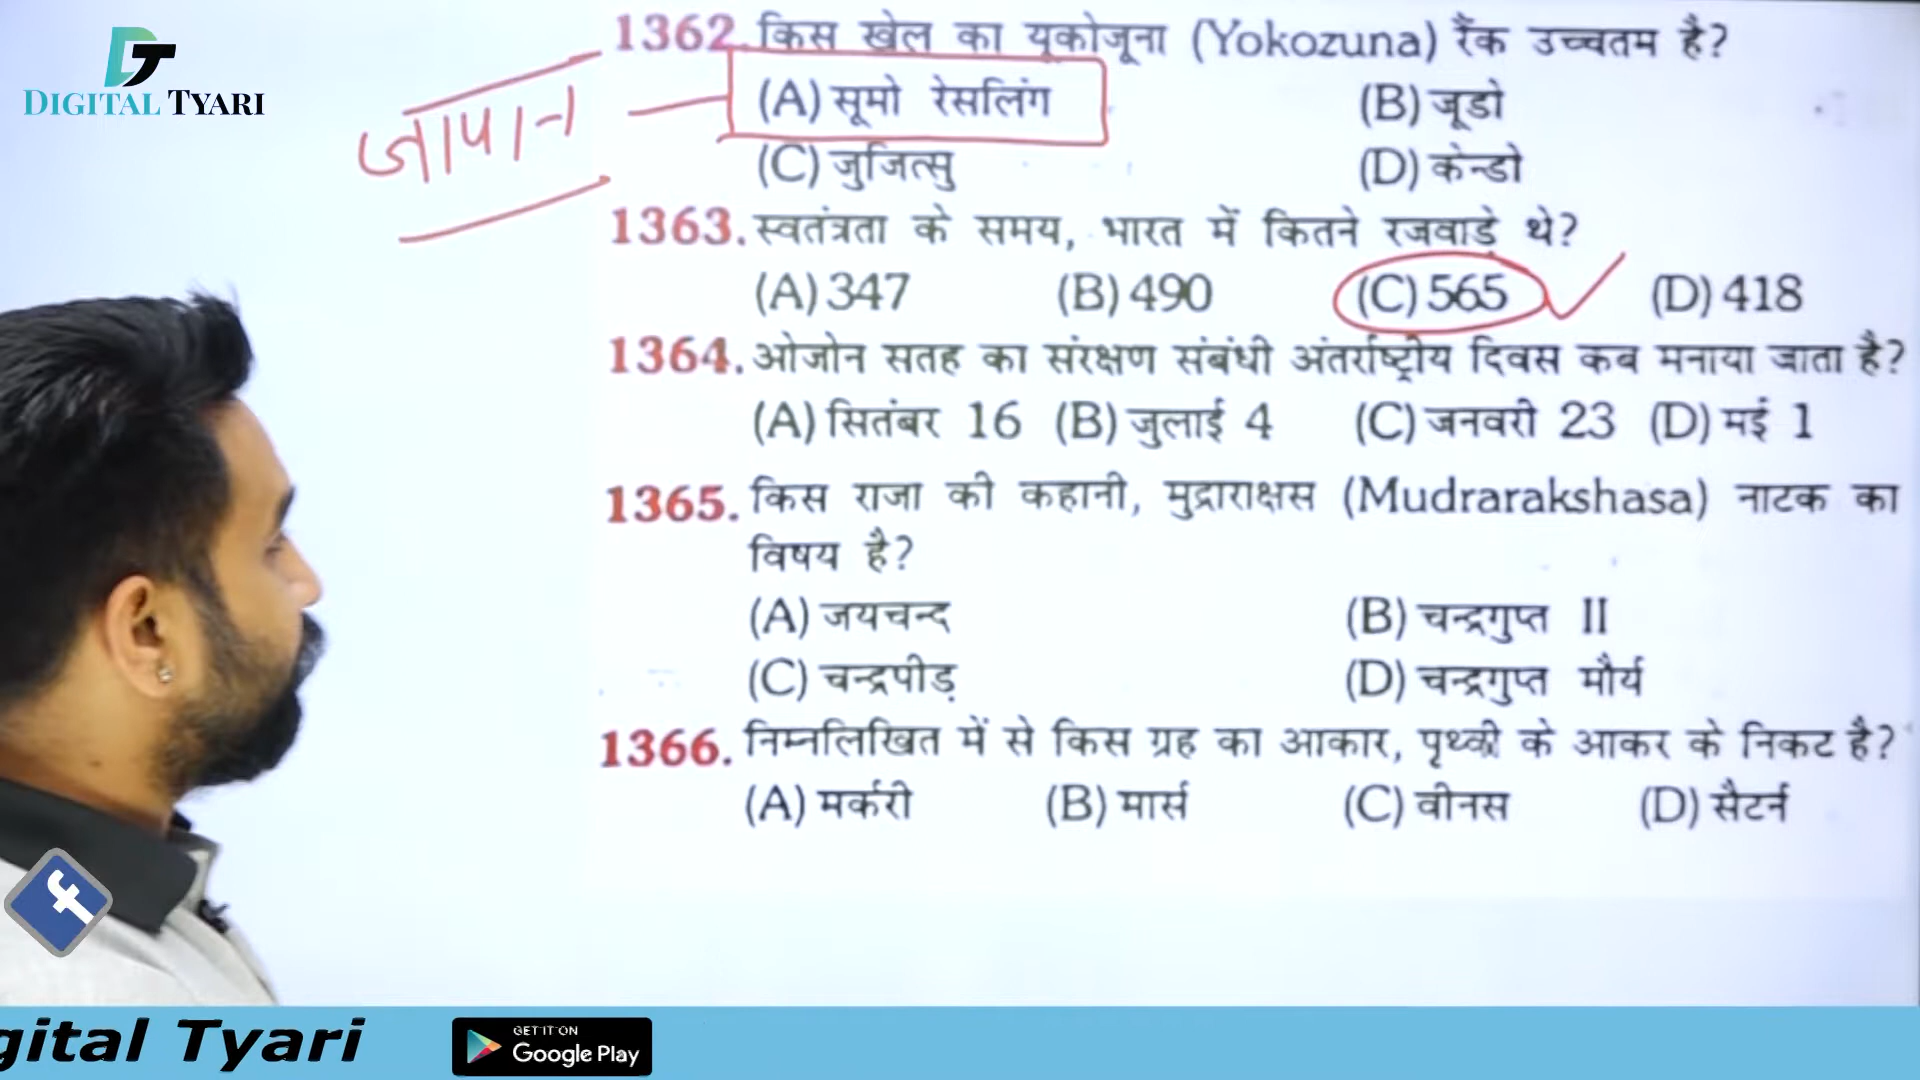 DT
DIGITAL TYARI
जापान
1362. किस खेल का यूकोजूना (Yokozuna) रैंक उच्चतम है?
(A) सूमो रेसलिंग (B) जूडो
(C) जुजित्सु (D) केन्डो
1363. स्वतंत्रता के समय, भारत में कितने रजवाडे थे?
(A) 347 (B) 490 (C) 565 (D) 418
1364. ओजोन सतह का संरक्षण संबंधी अंतर्राष्ट्रीय दिवस कब मनाया जाता है?
(A) सितंबर 16 (B) जुलाई 4 (C) जनवरी 23 (D) मई 1
1365. किस राजा की कहानी, मुद्राराक्षस (Mudrarakshasa) नाटक का
विषय है?
(A) जयचन्द (B) चन्द्रगुप्त II
(C) चन्द्रपीड़ (D) चन्द्रगुप्त मौर्य
1366. निम्नलिखित में से किस ग्रह का आकार, पृथ्वी के आकर के निकट है?
(A) मर्करी (B) मार्स (C) वीनस (D) सैटर्न
f
gital Tyari
GET IT ON
Google Play